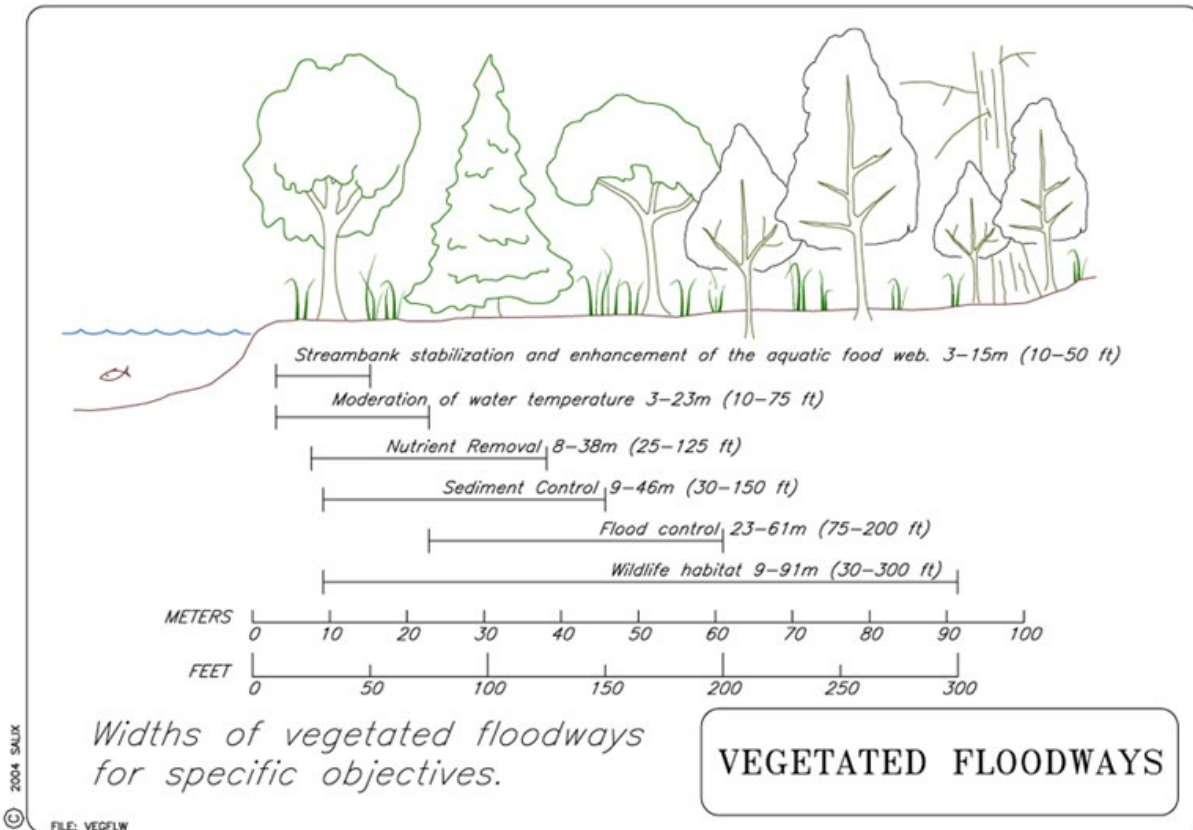 Streambank stabilization and enhancement of the aquatic food web. 3-15m (10-50 ft)
Moderation of water temperature 3-23m (10-75 ft)
Nutrient Removal 8-38m (25-125 ft)
Sediment Control 9-46m (30-150 ft)
Flood control 23-61m (75-200 ft)
Wildlife habitat 9-91m (30-300 ft)
METERS 0 10 20 30 40 50 60 70 80 90 100
FEET 0 50 100 150 200 250 300
Widths of vegetated floodways
for specific objectives.
VEGETATED FLOODWAYS
© 2004 SALIX
FILE: VEGFLW